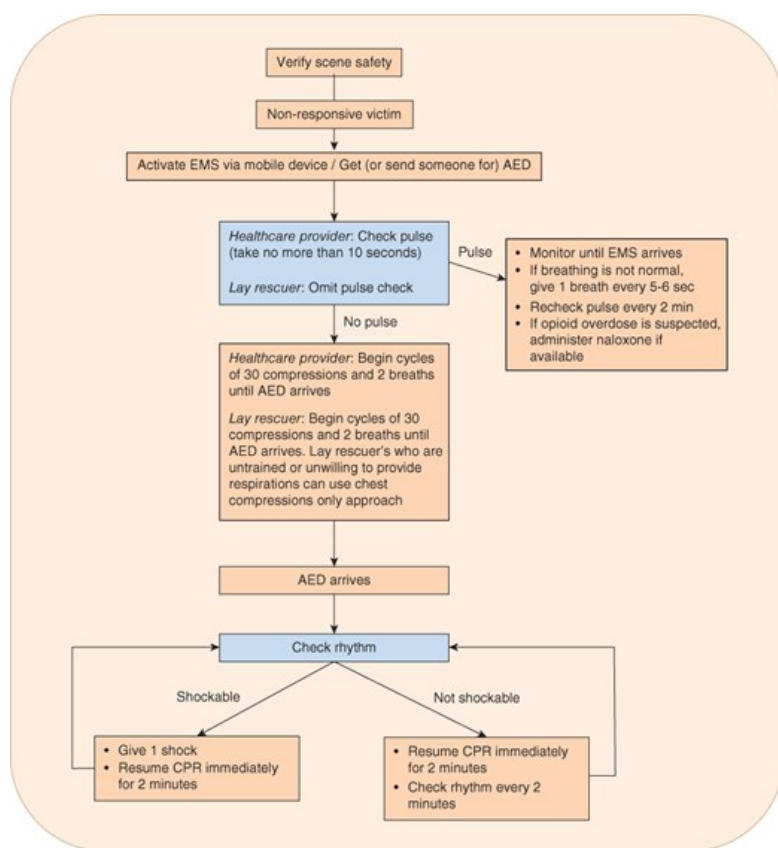 Verify scene safety
Non-responsive victim
Activate EMS via mobile device / Get (or send someone for) AED
Healthcare provider: Check pulse
(take no more than 10 seconds)
Lay rescuer: Omit pulse check
Pulse
• Monitor until EMS arrives
• If breathing is not normal,
give 1 breath every 5-6 sec
• Recheck pulse every 2 min
• If opioid overdose is suspected,
administer naloxone if
available
No pulse
Healthcare provider: Begin cycles
of 30 compressions and 2 breaths
until AED arrives
Lay rescuer: Begin cycles of 30
compressions and 2 breaths until
AED arrives. Lay rescuer's who are
untrained or unwilling to provide
respirations can use chest
compressions only approach
AED arrives
Check rhythm
Shockable
Not shockable
• Give 1 shock
• Resume CPR immediately
for 2 minutes
• Resume CPR immediately
for 2 minutes
• Check rhythm every 2
minutes